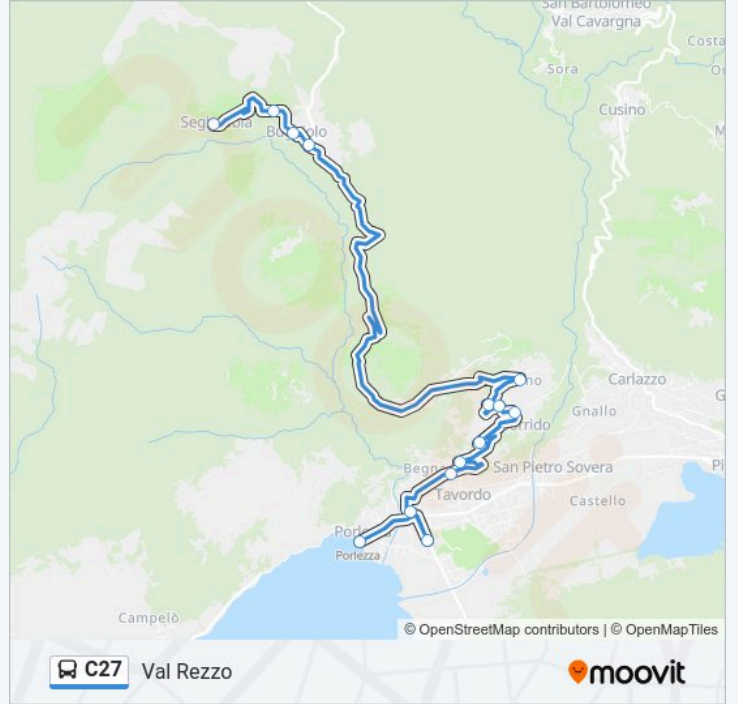 San Bartolomeo
Val Cavargna
Costa
Sora
Cusino
Carlazzo
Gnallo
San Pietro Sovera
Tavordo
Castello
Porlezza
Campelò
© OpenStreetMap contributors | © OpenMapTiles
C27 Val Rezzo
moovit